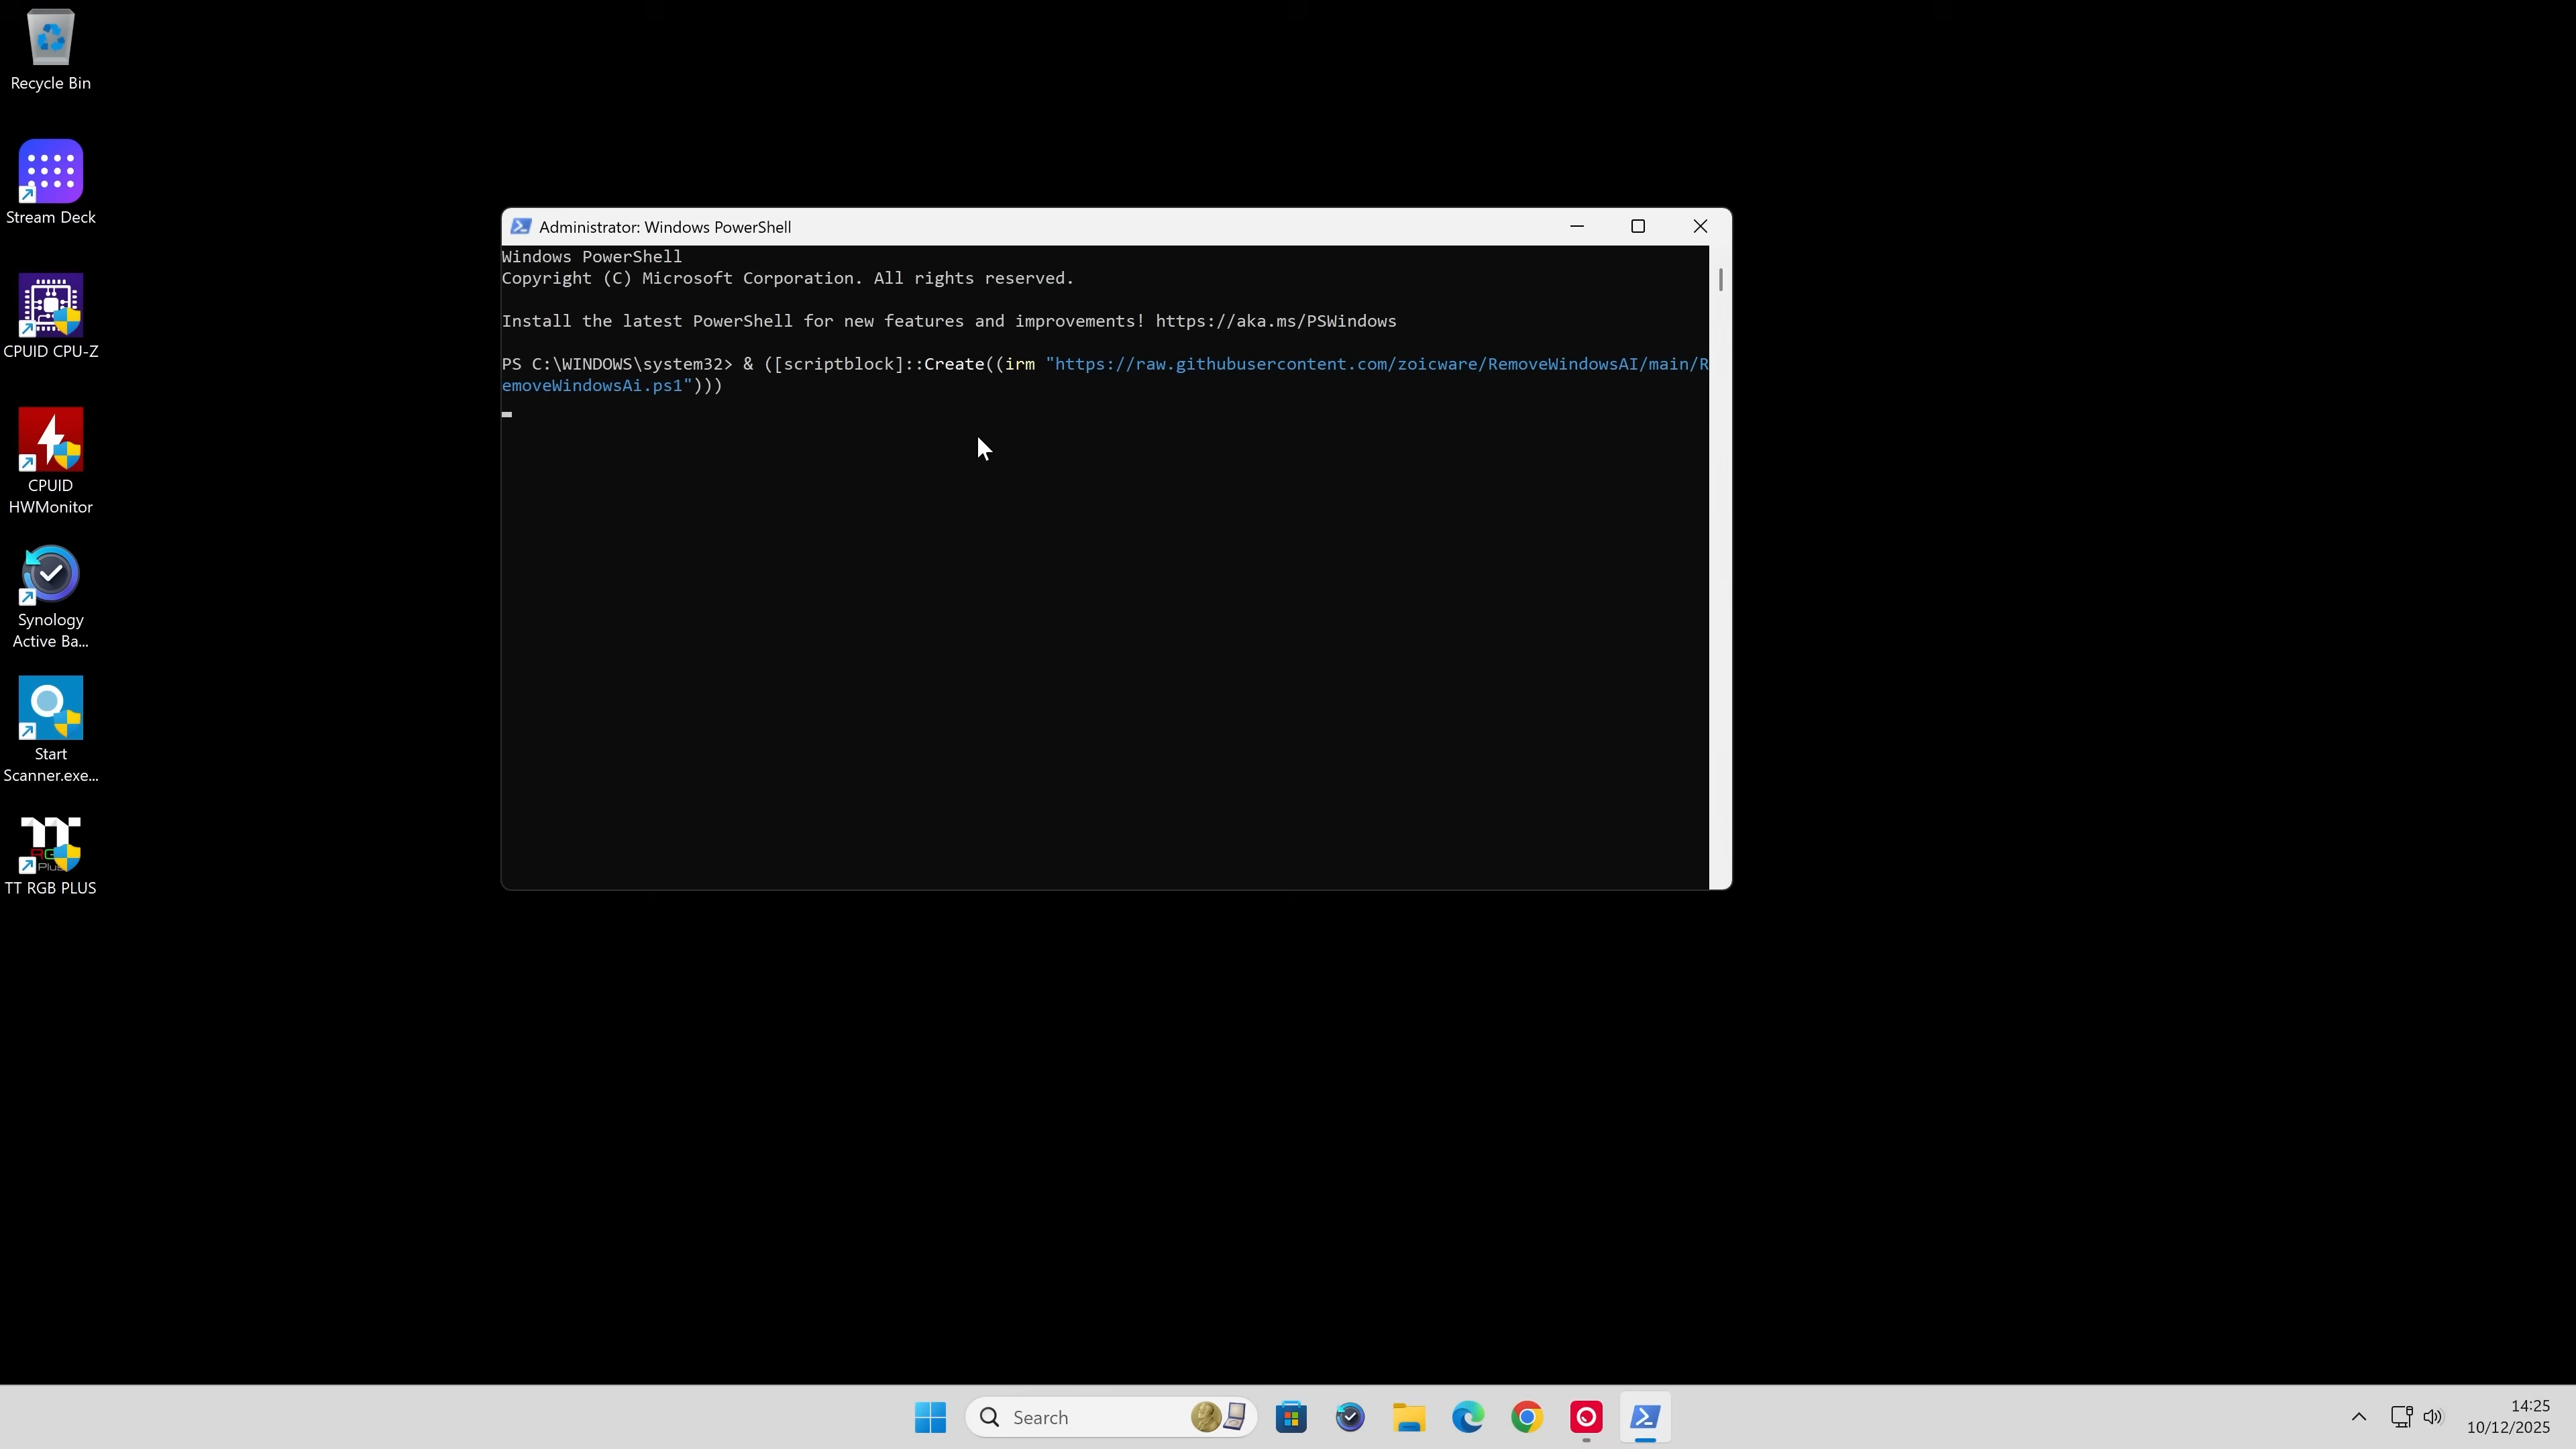 Recycle Bin
Stream Deck
CPUID CPU-Z
CPUID
HWMonitor
Synology
Active Ba...
Start
Scanner.exe...
RG
Plus
TT RGB PLUS
Administrator: Windows PowerShell
Windows PowerShell
Copyright (C) Microsoft Corporation. All rights reserved.
Install the latest PowerShell for new features and improvements! https://aka.ms/PSWindows
PS C:\WINDOWS\system32> & ([scriptblock]::Create((irm "https://raw.githubusercontent.com/zoicware/RemoveWindowsAI/main/R
emoveWindowsAi.ps1")))
Search
14:25
10/12/2025